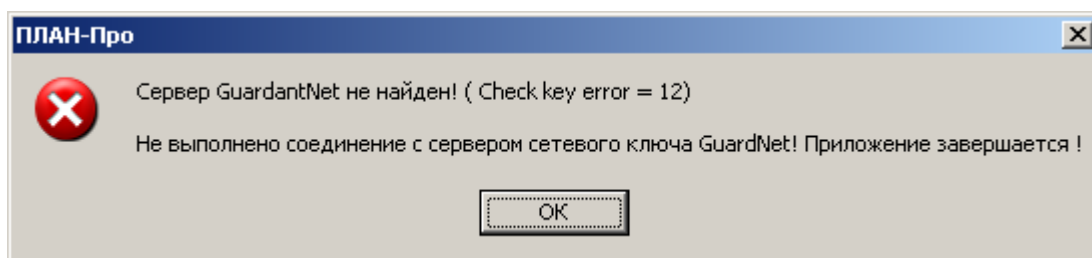 ПЛАН-Про
Сервер GuardantNet не найден! ( Check key error = 12)
Не выполнено соединение с сервером сетевого ключа GuardNet! Приложение завершается !
ОК